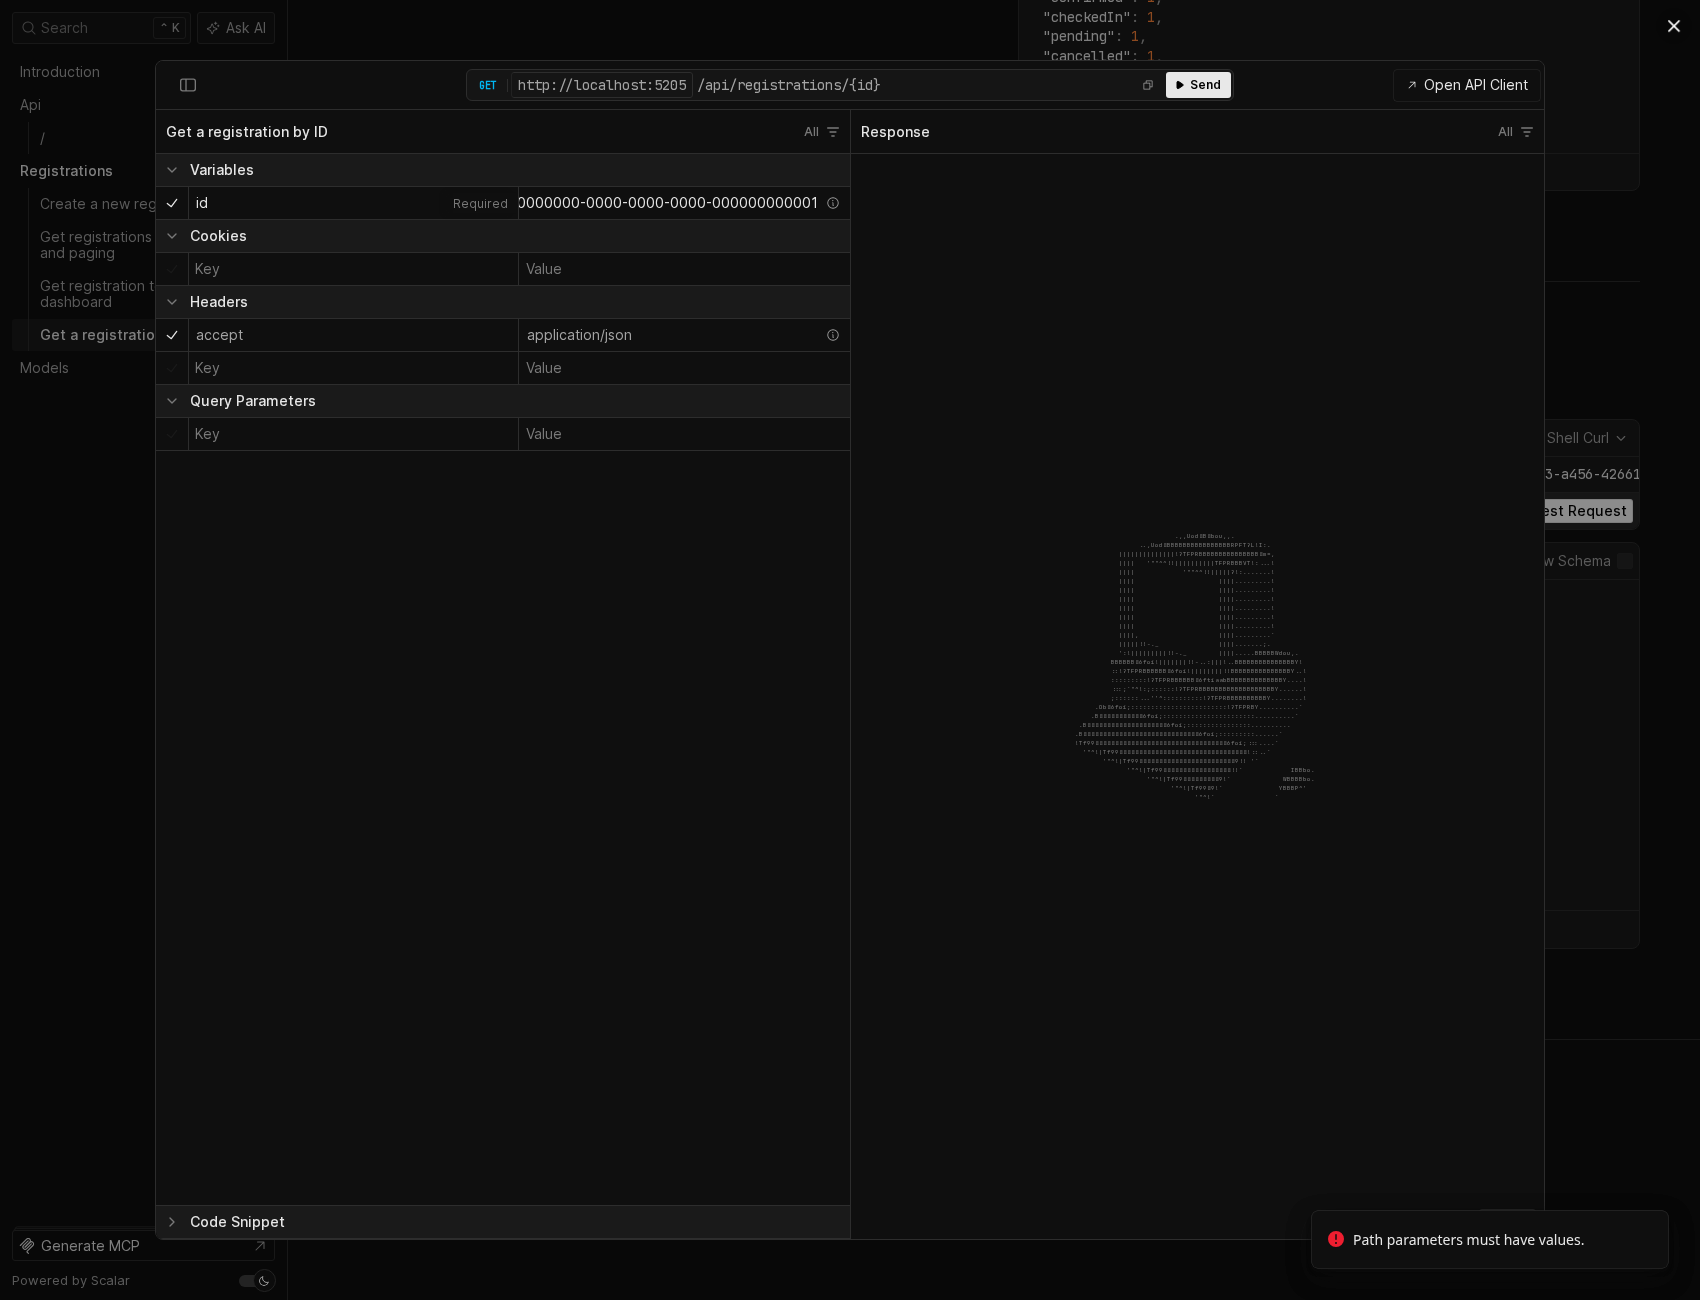 Search
^ K
Ask AI
Introduction
Api
/
Registrations
Create a new reg
Get registrations
and paging
Get registration t
dashboard
Get a registratio
Models
Generate MCP
Powered by Scalar
"checkedIn": 1,
"pending": 1,
"cancelled": 1,
GET
http://localhost:5205
/api/registrations/{id}
Send
Open API Client
Get a registration by ID
All
Variables
id
Required
0000000-0000-0000-0000-000000000001
Cookies
Key
Value
Headers
accept
application/json
Key
Value
Query Parameters
Key
Value
Code Snippet
Response
All
Shell Curl
3-a456-42661
est Request
w Schema
Path parameters must have values.